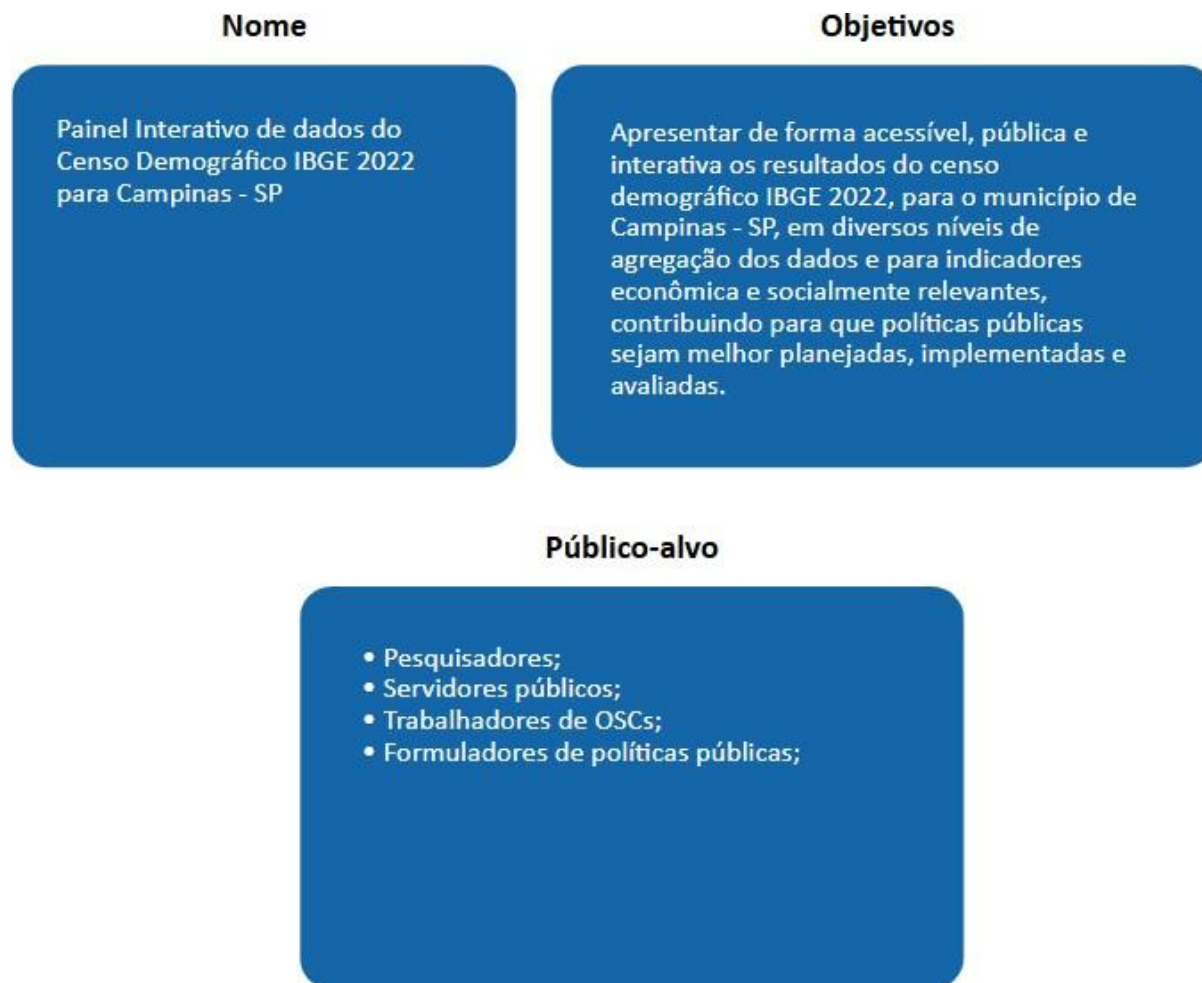 Nome
Painel Interativo de dados do
Censo Demográfico IBGE 2022
para Campinas - SP
Objetivos
Apresentar de forma acessível, pública e
interativa os resultados do censo
demográfico IBGE 2022, para o município de
Campinas - SP, em diversos níveis de
agregação dos dados e para indicadores
econômica e socialmente relevantes,
contribuindo para que políticas públicas
sejam melhor planejadas, implementadas e
avaliadas.
Público-alvo
• Pesquisadores;
• Servidores públicos;
• Trabalhadores de OSCs;
• Formuladores de políticas públicas;